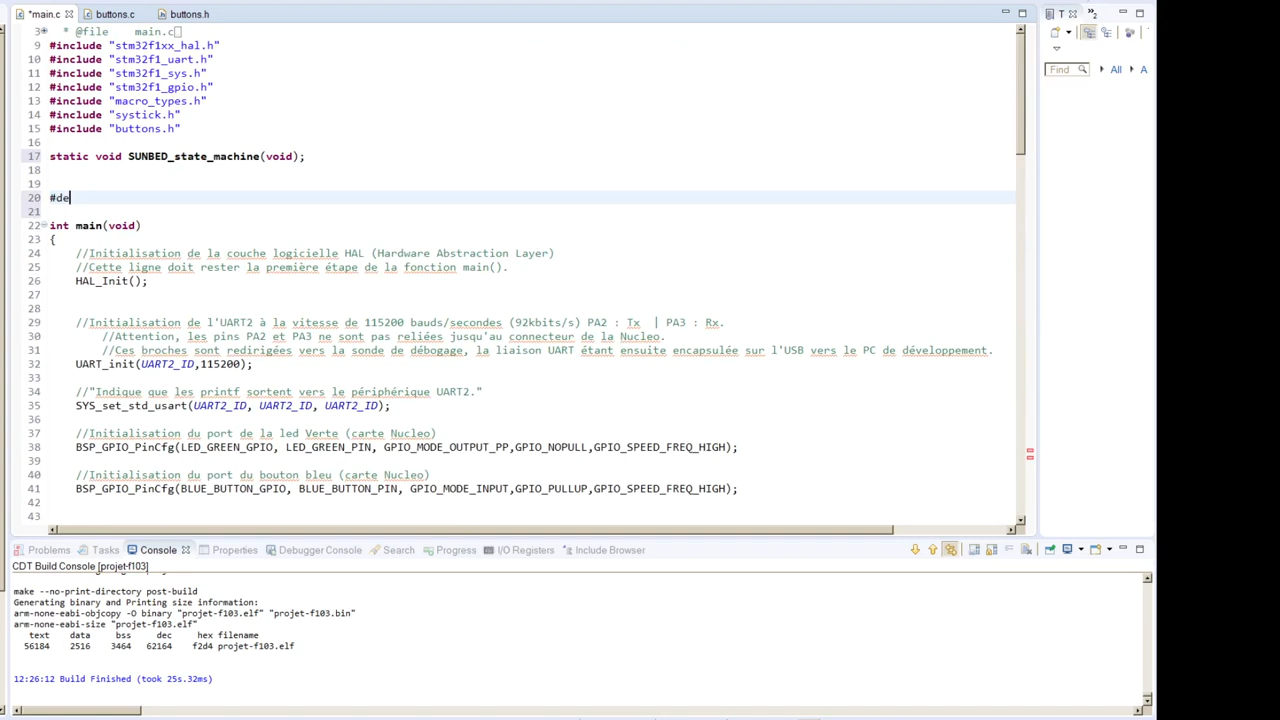 *main.c buttons.c buttons.h
3 * @file main.c
9 #include "stm32f1xx_hal.h"
10 #include "stm32f1_uart.h"
11 #include "stm32f1_sys.h"
12 #include "stm32f1_gpio.h"
13 #include "macro_types.h"
14 #include "systick.h"
15 #include "buttons.h"
16
17 static void SUNBED_state_machine(void);
18
19
20 #de
21
22 int main(void)
23 {
24 //Initialisation de la couche logicielle HAL (Hardware Abstraction Layer)
25 //Cette ligne doit rester la première étape de la fonction main().
26 HAL_Init();
27
28
29 //Initialisation de l'UART2 à la vitesse de 115200 bauds/secondes (92kbits/s) PA2 : Tx | PA3 : Rx.
30 //Attention, les pins PA2 et PA3 ne sont pas reliées jusqu'au connecteur de la Nucleo.
31 //Ces broches sont redirigées vers la sonde de débogage, la liaison UART étant ensuite encapsulée sur l'USB vers le PC de développement.
32 UART_init(UART2_ID,115200);
33
34 //"Indique que les printf sortent vers le périphérique UART2."
35 SYS_set_std_usart(UART2_ID, UART2_ID, UART2_ID);
36
37 //Initialisation du port de la led Verte (carte Nucleo)
38 BSP_GPIO_PinCfg(LED_GREEN_GPIO, LED_GREEN_PIN, GPIO_MODE_OUTPUT_PP,GPIO_NOPULL,GPIO_SPEED_FREQ_HIGH);
39
40 //Initialisation du port du bouton bleu (carte Nucleo)
41 BSP_GPIO_PinCfg(BLUE_BUTTON_GPIO, BLUE_BUTTON_PIN, GPIO_MODE_INPUT,GPIO_PULLUP,GPIO_SPEED_FREQ_HIGH);
42
43
T
2
Find All A
Problems Tasks Console Properties Debugger Console Search Progress I/O Registers Include Browser
CDT Build Console [projet-f103]
make --no-print-directory post-build
Generating binary and Printing size information:
arm-none-eabi-objcopy -O binary "projet-f103.elf" "projet-f103.bin"
arm-none-eabi-size "projet-f103.elf"
text data bss dec hex filename
56184 2516 3464 62164 f2d4 projet-f103.elf
12:26:12 Build Finished (took 25s.32ms)